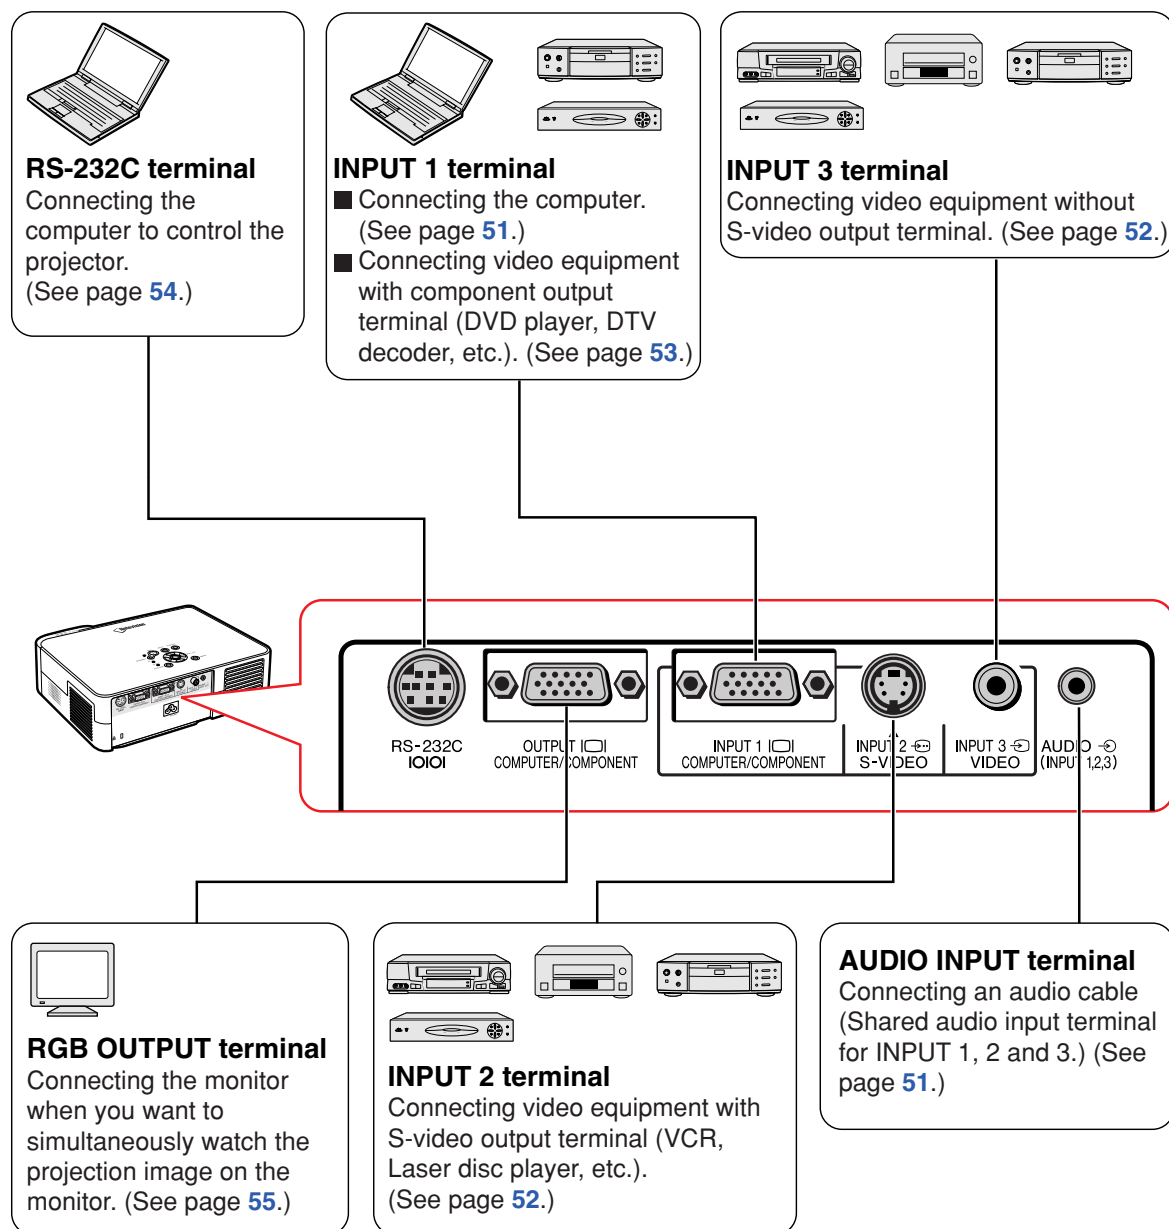 RS-232C terminal
Connecting the
computer to control the
projector.
(See page 54.)
INPUT 1 terminal
■ Connecting the computer.
(See page 51.)
■ Connecting video equipment
with component output
terminal (DVD player, DTV
decoder, etc.). (See page 53.)
INPUT 3 terminal
Connecting video equipment without
S-video output terminal. (See page 52.)
RS-232C
IOIOI
OUTPUT
COMPUTER/COMPONENT
INPUT 1
COMPUTER/COMPONENT
INPUT 2
S-VIDEO
INPUT 3
VIDEO
AUDIO
(INPUT 1,2,3)
RGB OUTPUT terminal
Connecting the monitor
when you want to
simultaneously watch the
projection image on the
monitor. (See page 55.)
INPUT 2 terminal
Connecting video equipment with
S-video output terminal (VCR,
Laser disc player, etc.).
(See page 52.)
AUDIO INPUT terminal
Connecting an audio cable
(Shared audio input terminal
for INPUT 1, 2 and 3.) (See
page 51.)